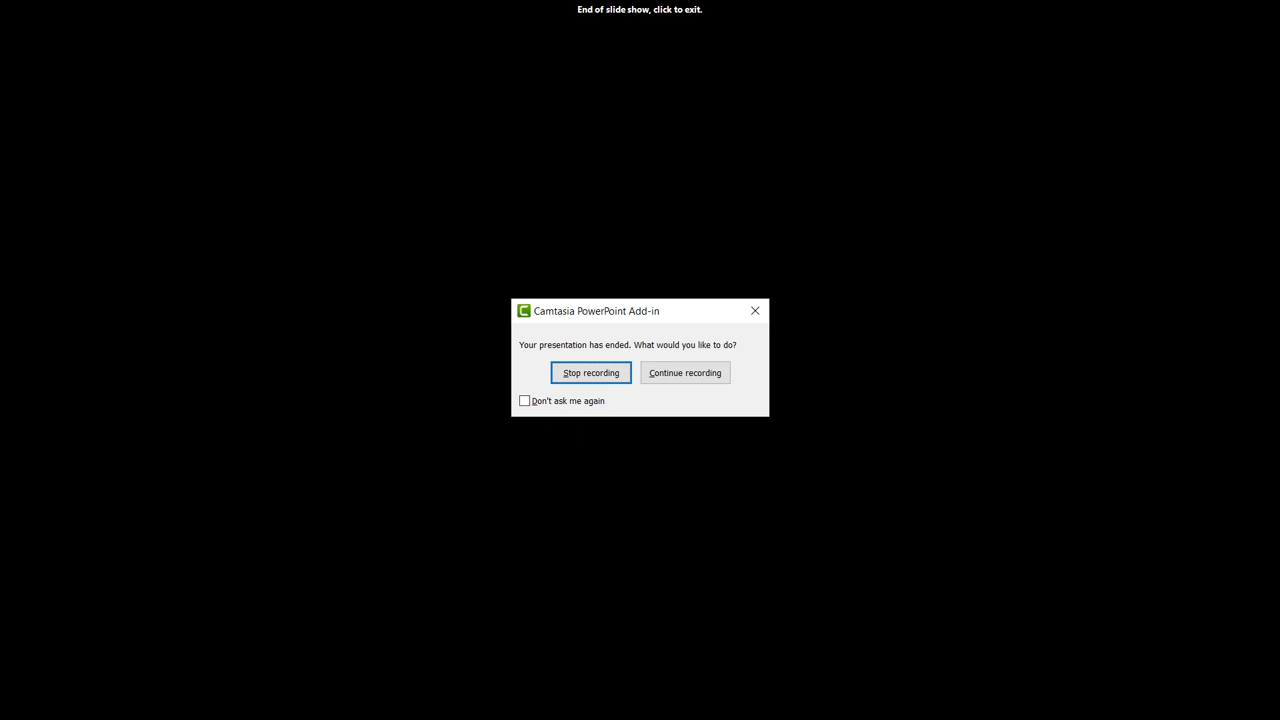 End of slide show, click to exit.
Camtasia PowerPoint Add-in
Your presentation has ended. What would you like to do?
Stop recording Continue recording
Don't ask me again